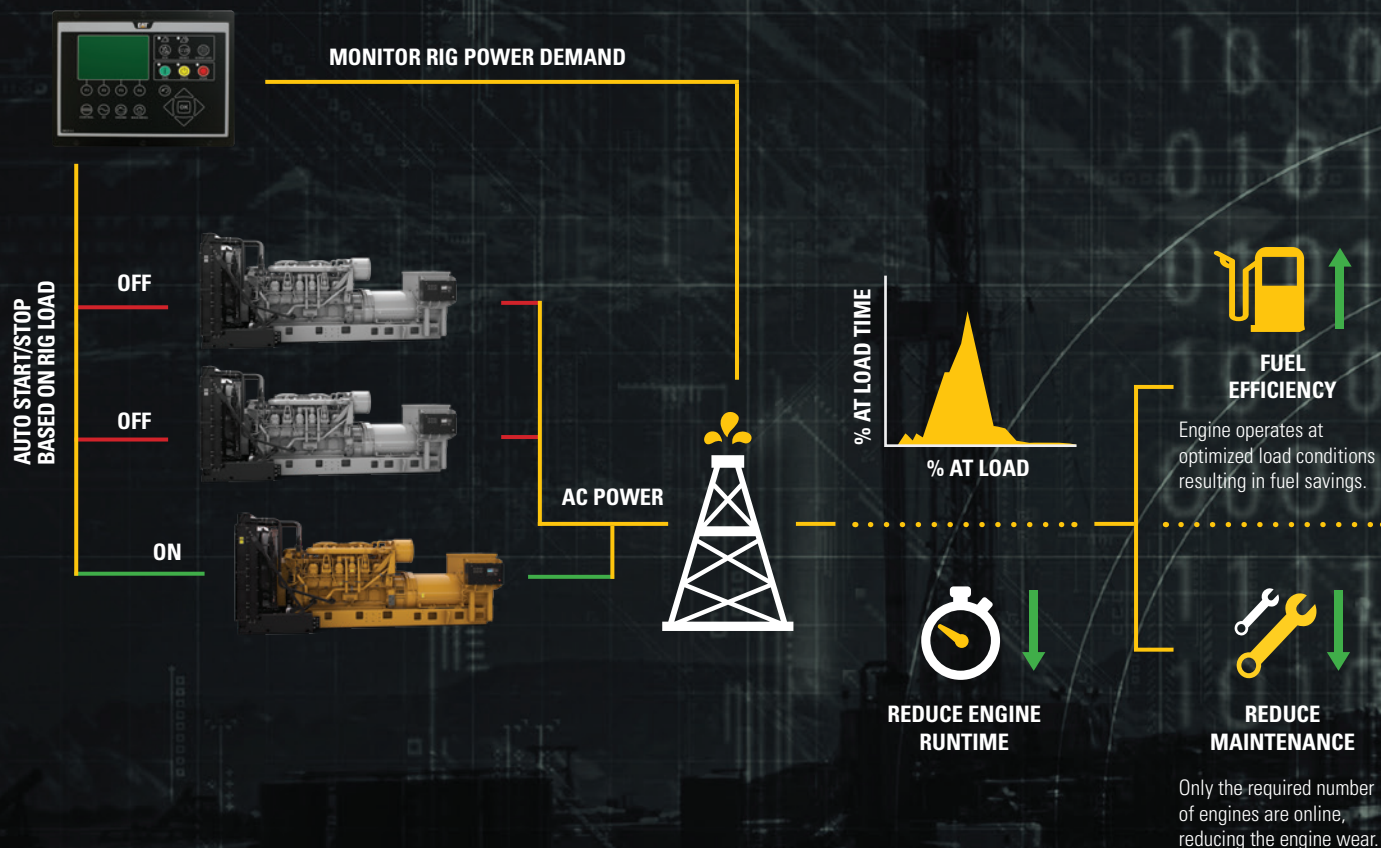 CAT
MONITOR RIG POWER DEMAND
AUTO START/STOP
BASED ON RIG LOAD
OFF
OFF
ON
AC POWER
% AT LOAD TIME
% AT LOAD
FUEL
EFFICIENCY
Engine operates at
optimized load conditions
resulting in fuel savings.
REDUCE ENGINE
RUNTIME
REDUCE
MAINTENANCE
Only the required number
of engines are online,
reducing the engine wear.
OK